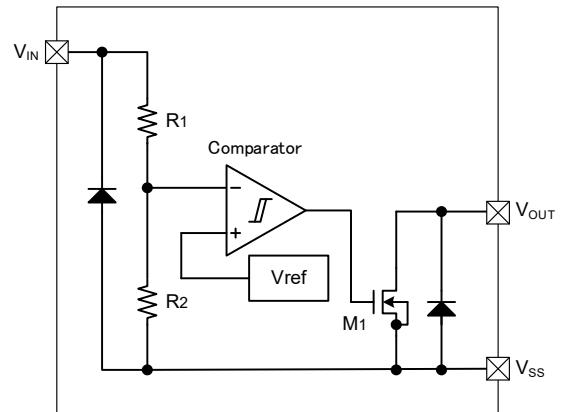 VIN
R1
Comparator
−
+
Vref
R2
M1
VOUT
VSS